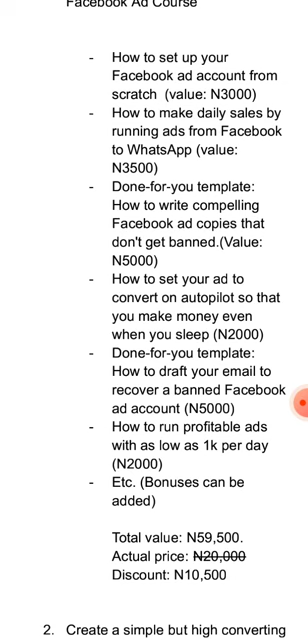 Facebook Ad Course
- How to set up your
Facebook ad account from
scratch  (value: N3000)
- How to make daily sales by
running ads from Facebook
to WhatsApp (value:
N3500)
- Done-for-you template:
How to write compelling
Facebook ad copies that
don't get banned.(Value:
N5000)
- How to set your ad to
convert on autopilot so that
you make money even
when you sleep (N2000)
- Done-for-you template:
How to draft your email to
recover a banned Facebook
ad account (N5000)
- How to run profitable ads
with as low as 1k per day
(N2000)
- Etc. (Bonuses can be
added)
Total value: N59,500.
Actual price: N20,000
Discount: N10,500
2. Create a simple but high converting